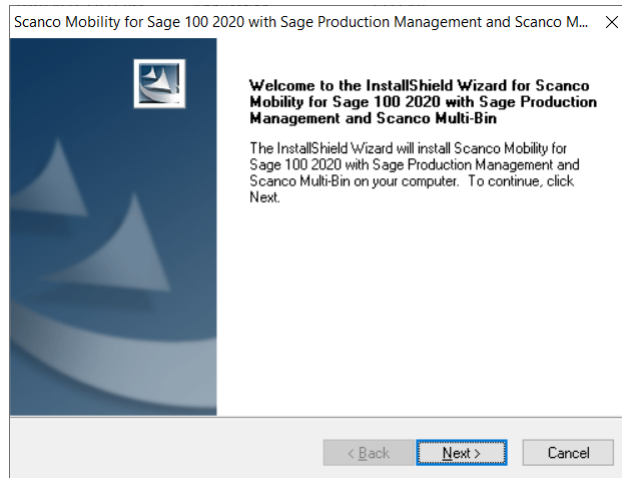 Scanco Mobility for Sage 100 2020 with Sage Production Management and Scanco M...
Welcome to the InstallShield Wizard for Scanco
Mobility for Sage 100 2020 with Sage Production
Management and Scanco Multi-Bin
The InstallShield Wizard will install Scanco Mobility for
Sage 100 2020 with Sage Production Management and
Scanco Multi-Bin on your computer. To continue, click
Next.
< Back
Next >
Cancel